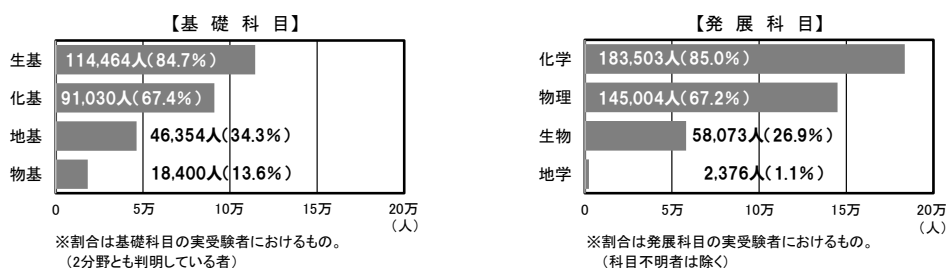 【基 礎 科 目】
生基 114,464人(84.7%)
化基 91,030人(67.4%)
地基 46,354人(34.3%)
物基 18,400人(13.6%)
0 5万 10万 15万 20万
(人)
※割合は基礎科目の実受験者におけるもの。
(2分野とも判明している者)
【発 展 科 目】
化学 183,503人(85.0%)
物理 145,004人(67.2%)
生物 58,073人(26.9%)
地学 2,376人(1.1%)
0 5万 10万 15万 20万
(人)
※割合は発展科目の実受験者におけるもの。
(科目不明者は除く)